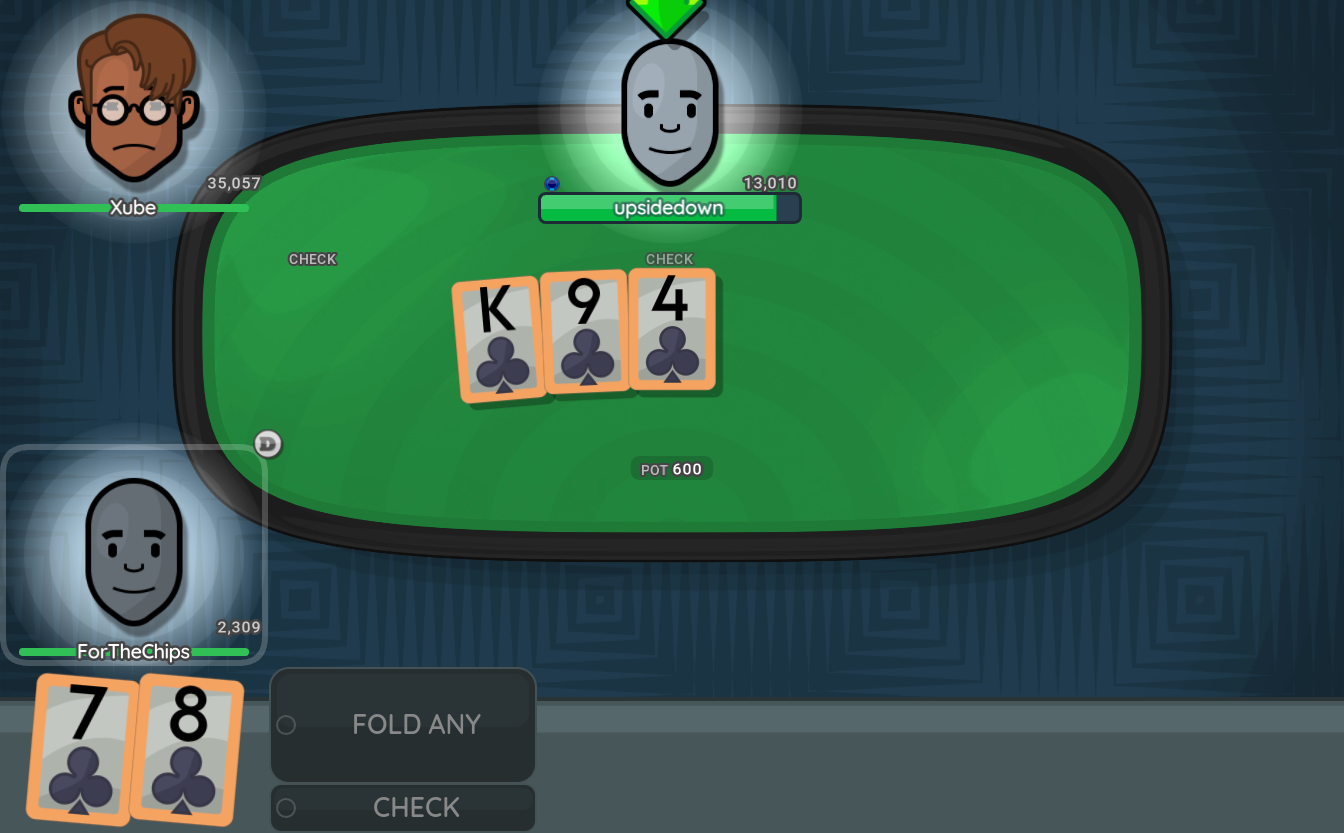 35,057
Xube
13,010
upsidedown
CHECK
CHECK
K 9 4
D
POT 600
2,309
ForTheChips
7 8
FOLD ANY
CHECK